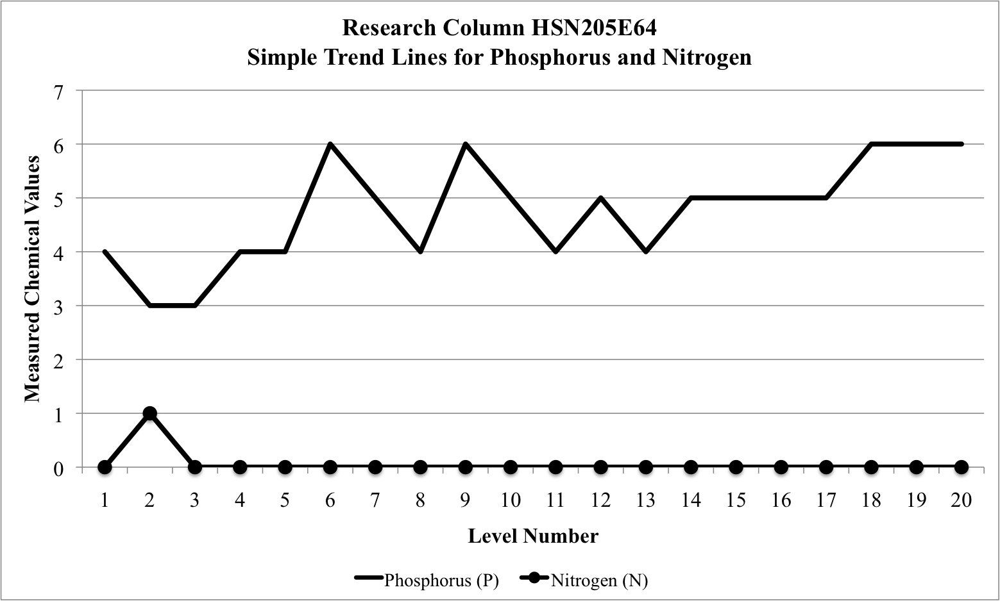 Research Column HSN205E64
Simple Trend Lines for Phosphorus and Nitrogen
Measured Chemical Values
7
6
5
4
3
2
1
0
1 2 3 4 5 6 7 8 9 10 11 12 13 14 15 16 17 18 19 20
Level Number
Phosphorus (P) Nitrogen (N)